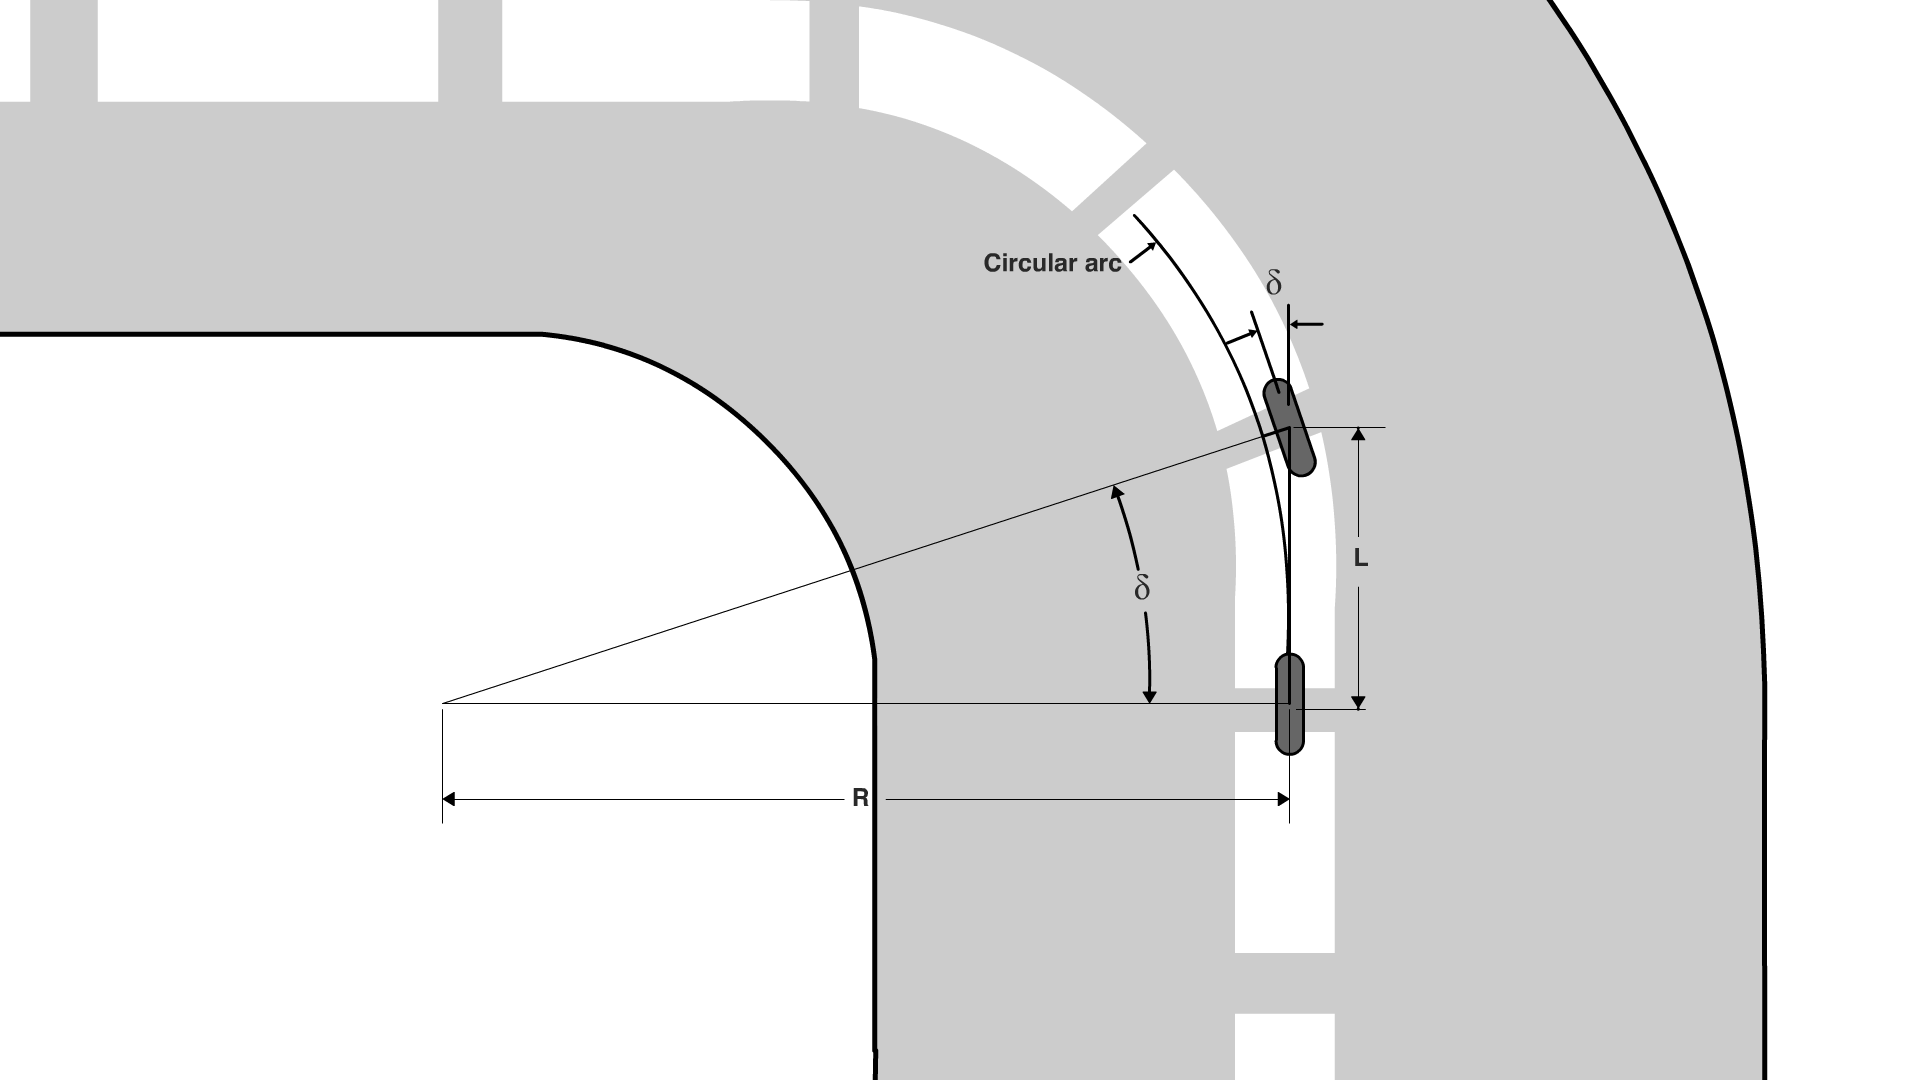 Circular arc
δ
L
δ
R